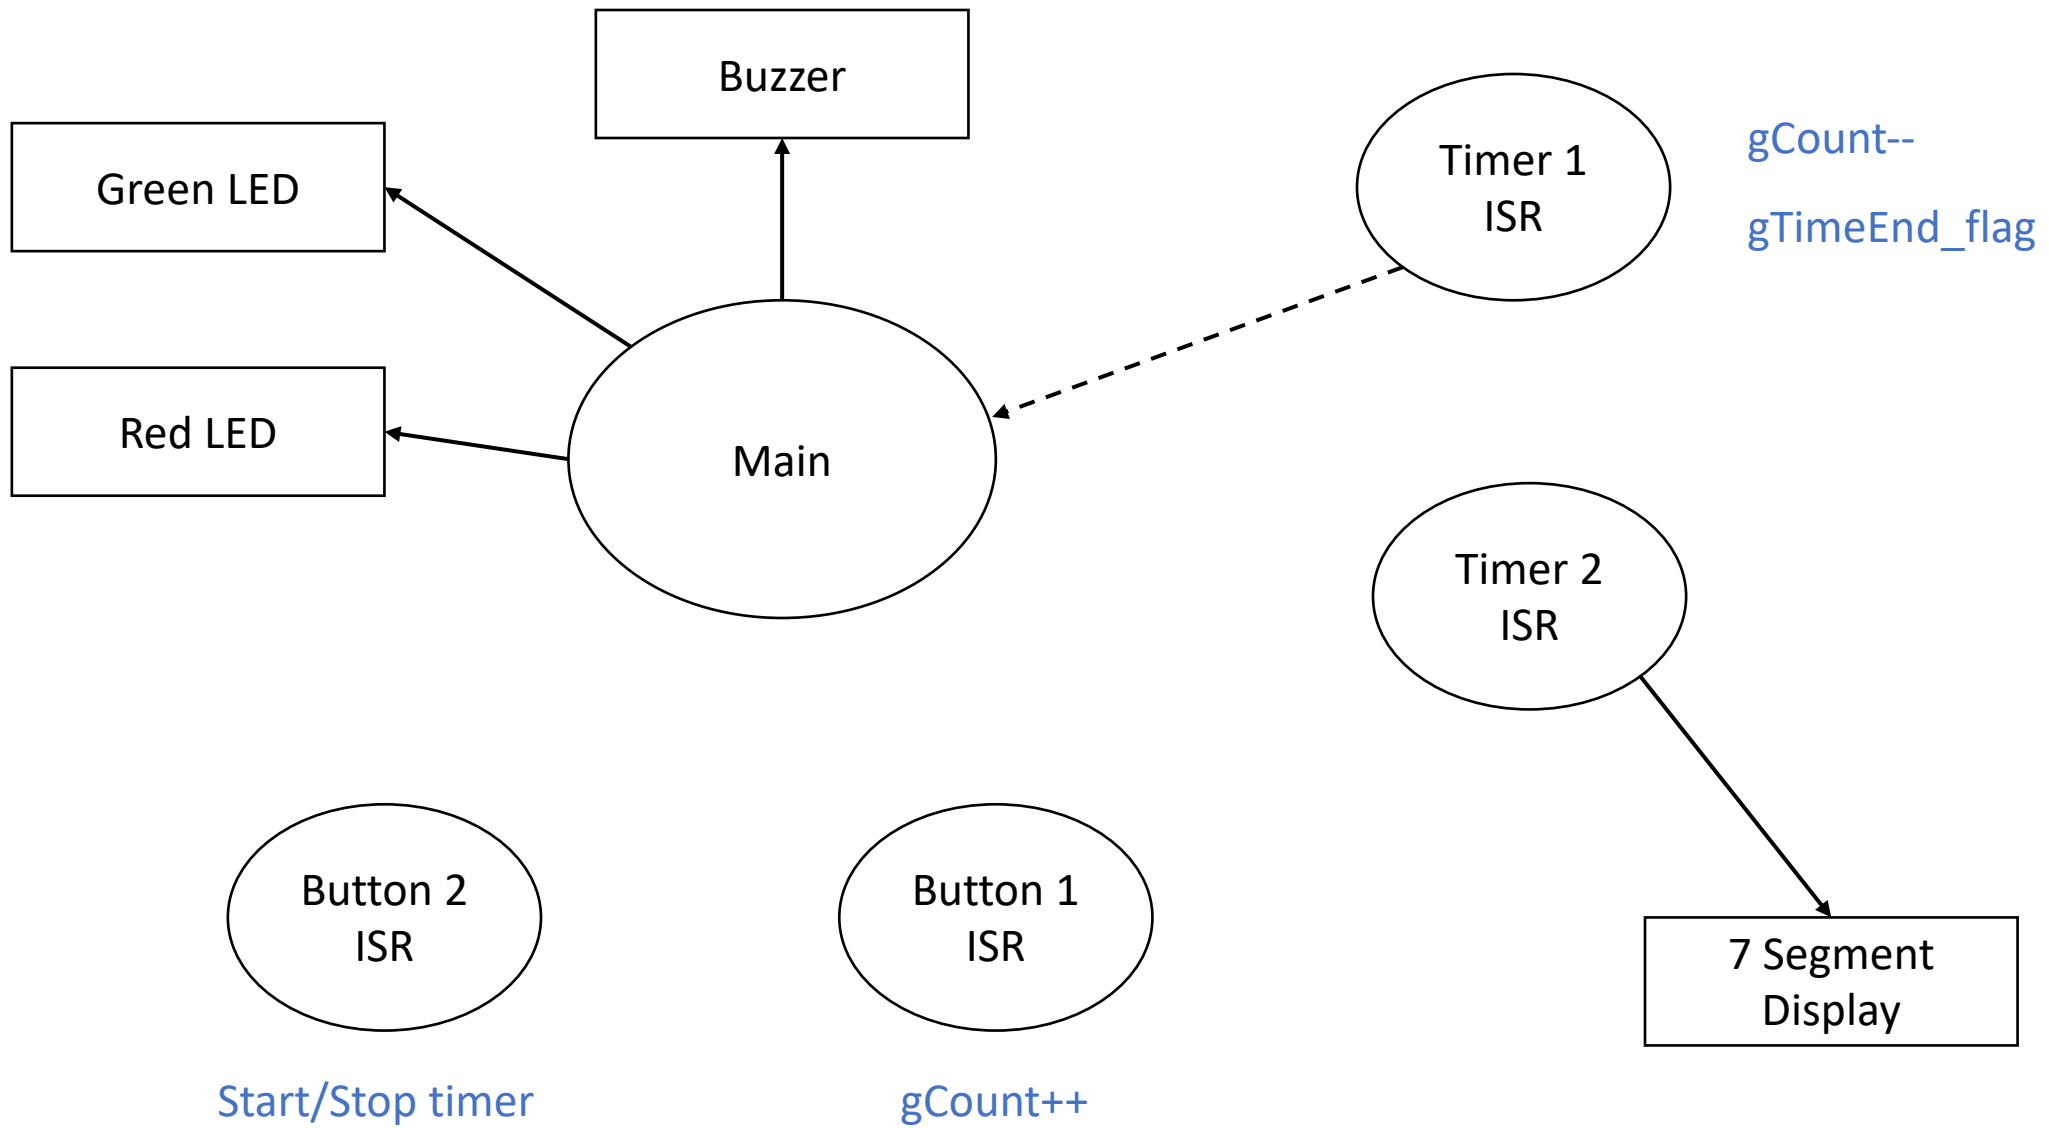 Buzzer
Green LED
Timer 1
ISR
gCount--
gTimeEnd_flag
Red LED
Main
Timer 2
ISR
Button 2
ISR
Button 1
ISR
7 Segment
Display
Start/Stop timer
gCount++